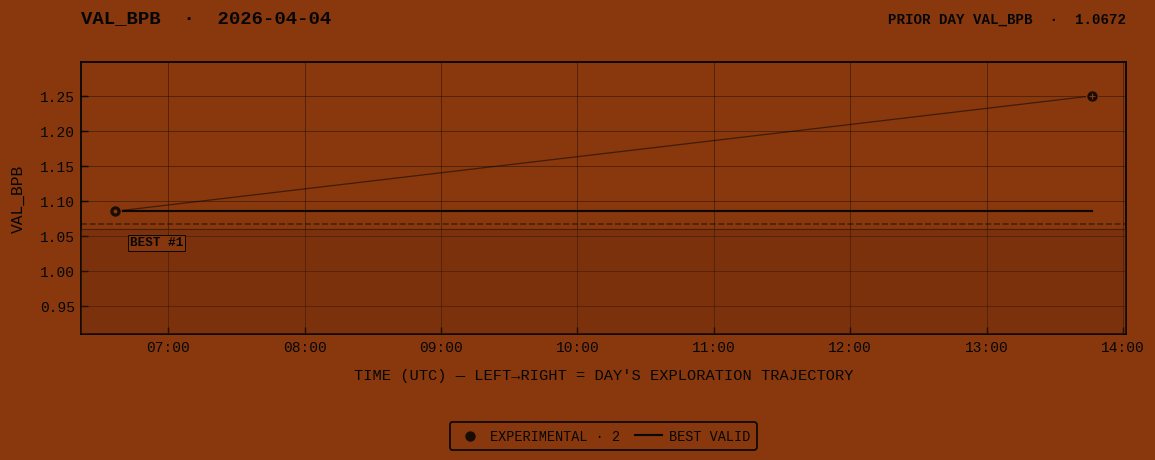 VAL_BPB · 2026-04-04
PRIOR DAY VAL_BPB · 1.0672
VAL_BPB
1.25
1.20
1.15
1.10
1.05
1.00
0.95
BEST #1
07:00 08:00 09:00 10:00 11:00 12:00 13:00 14:00
TIME (UTC) — LEFT→RIGHT = DAY'S EXPLORATION TRAJECTORY
EXPERIMENTAL · 2 BEST VALID